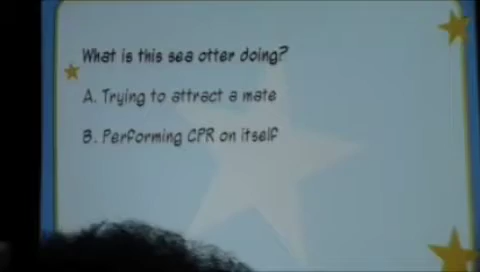 What is this sea otter doing?
A. Trying to attract a mate
B. Performing CPR on itself